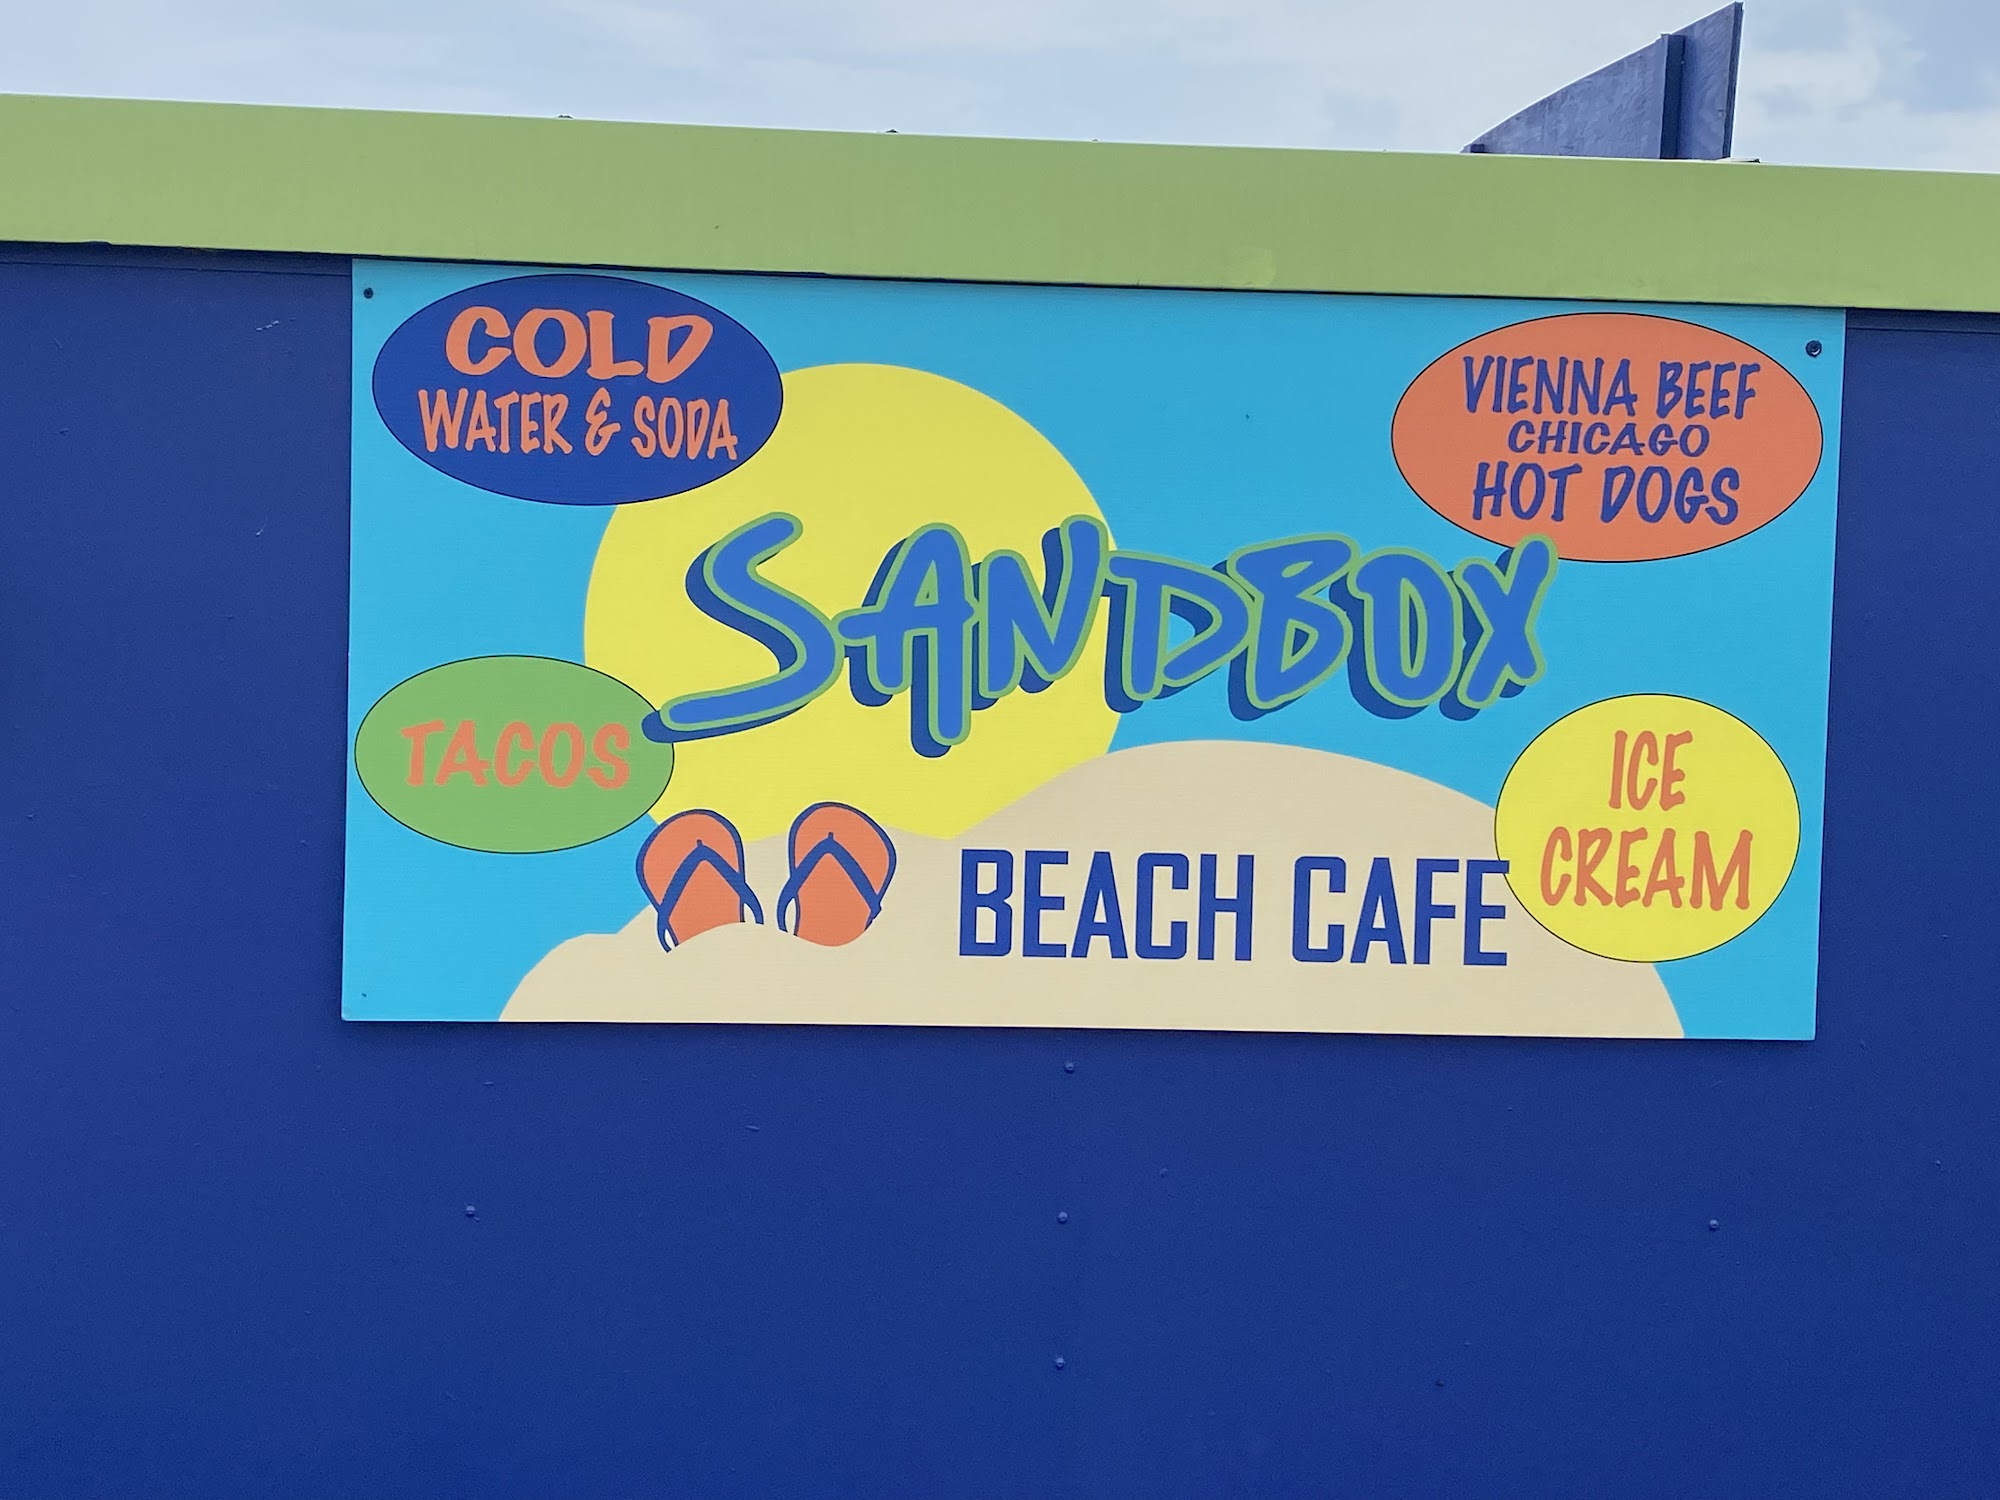 COLD
WATER & SODA
VIENNA BEEF
CHICAGO
HOT DOGS
SANDBOX
TACOS
ICE
CREAM
BEACH CAFE